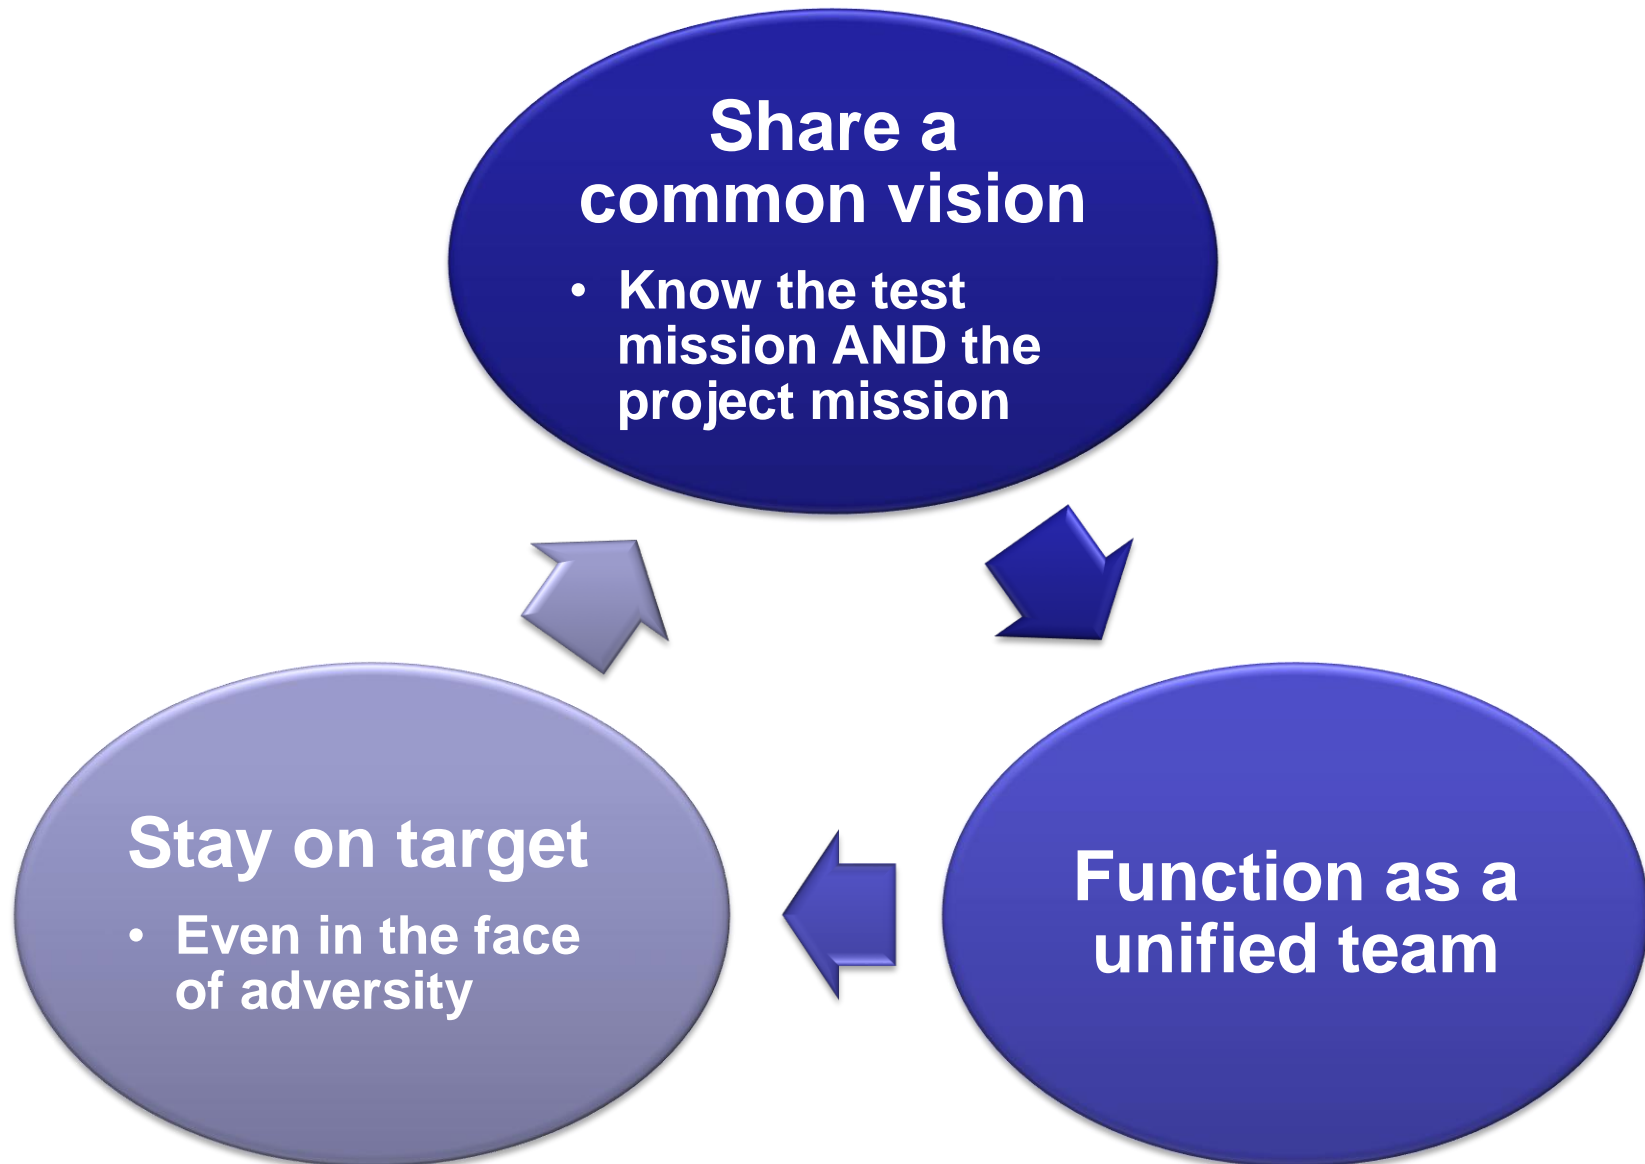 Share a
common vision
• Know the test
mission AND the
project mission
Function as a
unified team
Stay on target
• Even in the face
of adversity